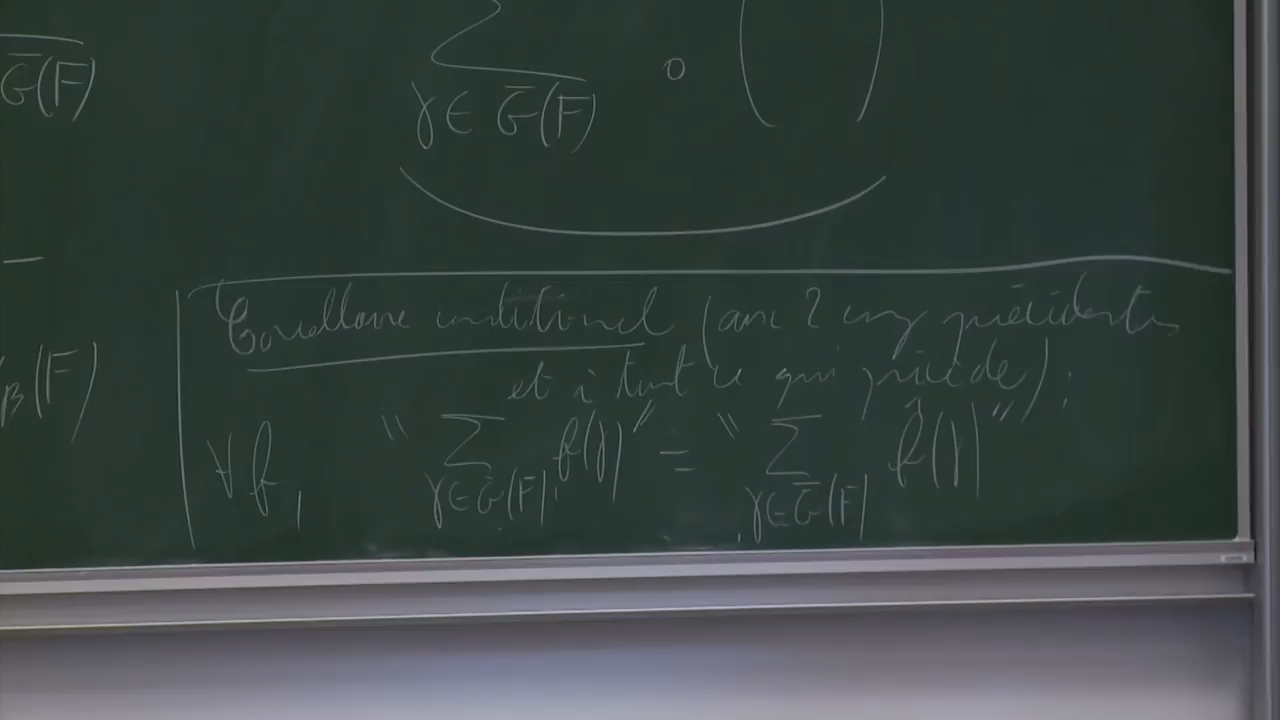 Ḡ(F)
∑ ∘ ( )
γ∈Ḡ(F)
β(F)
Corollaire conditionnel (aux 2 conj précédentes
et à tout ce qui précède) :
∀f, " ∑ f(γ) " = " ∑ f̂(γ) "
γ∈Ḡ(F) γ∈Ḡ(F)